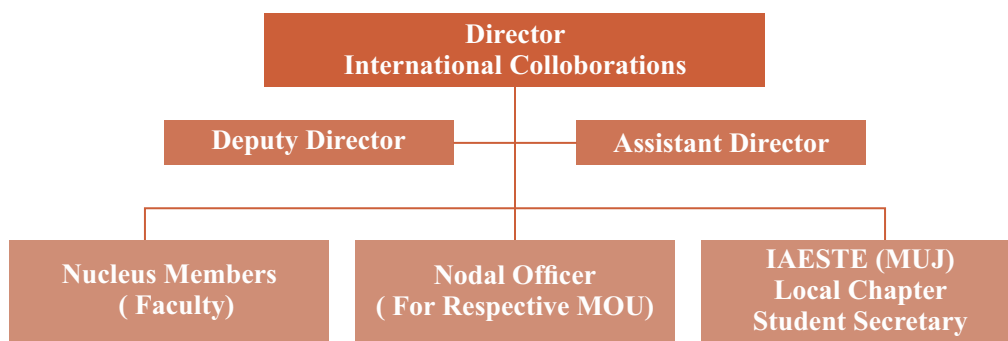 Director
International Colloborations
Deputy Director
Assistant Director
Nucleus Members
( Faculty)
Nodal Officer
( For Respective MOU)
IAESTE (MUJ)
Local Chapter
Student Secretary